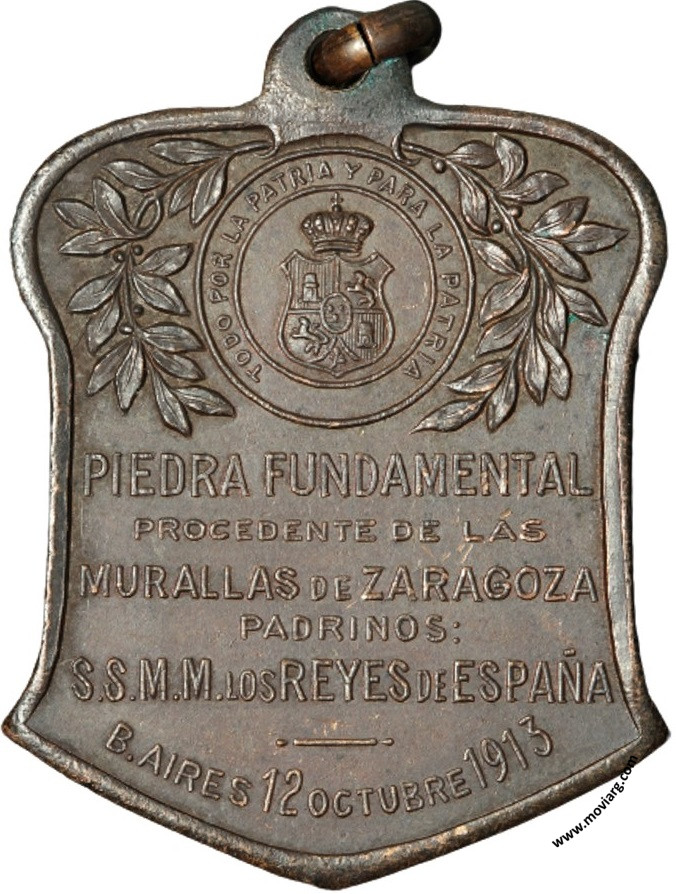 TODO POR LA PATRIA Y PARA LA PATRIA
PIEDRA FUNDAMENTAL
PROCEDENTE DE LAS
MURALLAS DE ZARAGOZA
PADRINOS:
S.S.M.M. LOS REYES DE ESPAÑA
B. AIRES 12 OCTUBRE 1913
www.moviarg.com